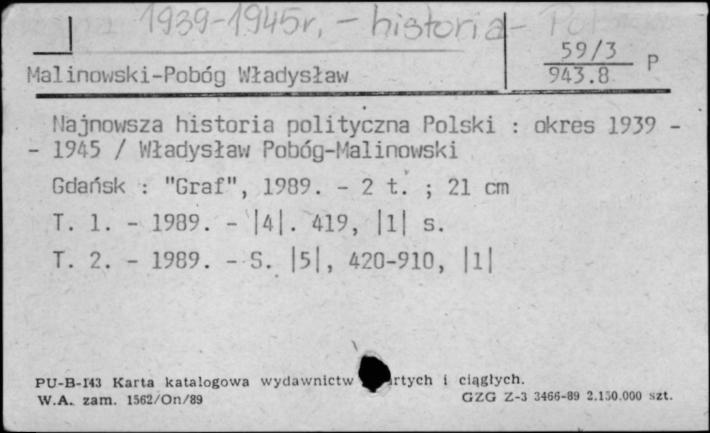 1939-1945r. - historia -
59/3 P
943.8
Malinowski-Pobóg Władysław
Najnowsza historia polityczna Polski : okres 1939 -
- 1945 / Władysław Pobóg-Malinowski
Gdańsk : "Graf", 1989. - 2 t. ; 21 cm
T. 1. - 1989. - |4|. 419, |1| s.
T. 2. - 1989. - S. |5|, 420-910, |1|
PU-B-143 Karta katalogowa wydawnictw rtych i ciągłych.
W.A. zam. 1562/On/89 GZG Z-3 3466-89 2.150.000 szt.